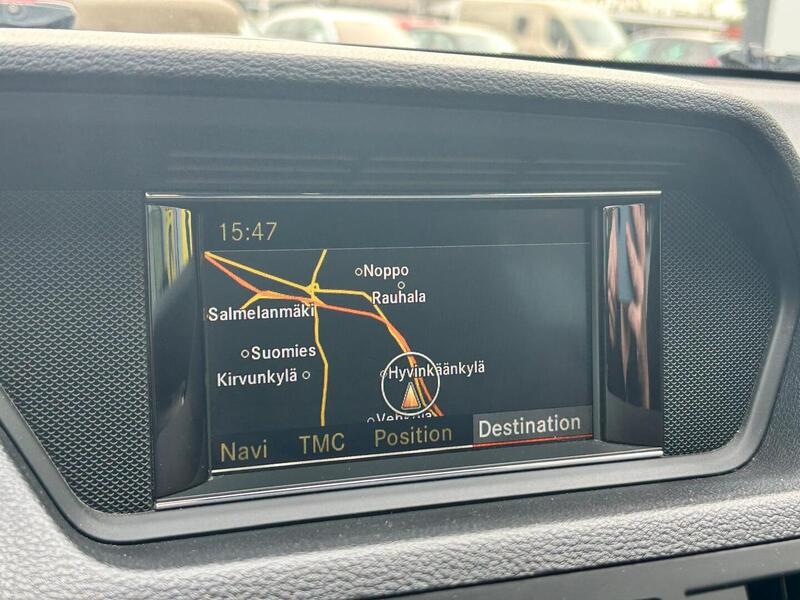 15:47
Noppo
Rauhala
Salmelanmäki
Suomies
Kirvunkylä
Hyvinkäänkylä
Navi TMC Position Destination